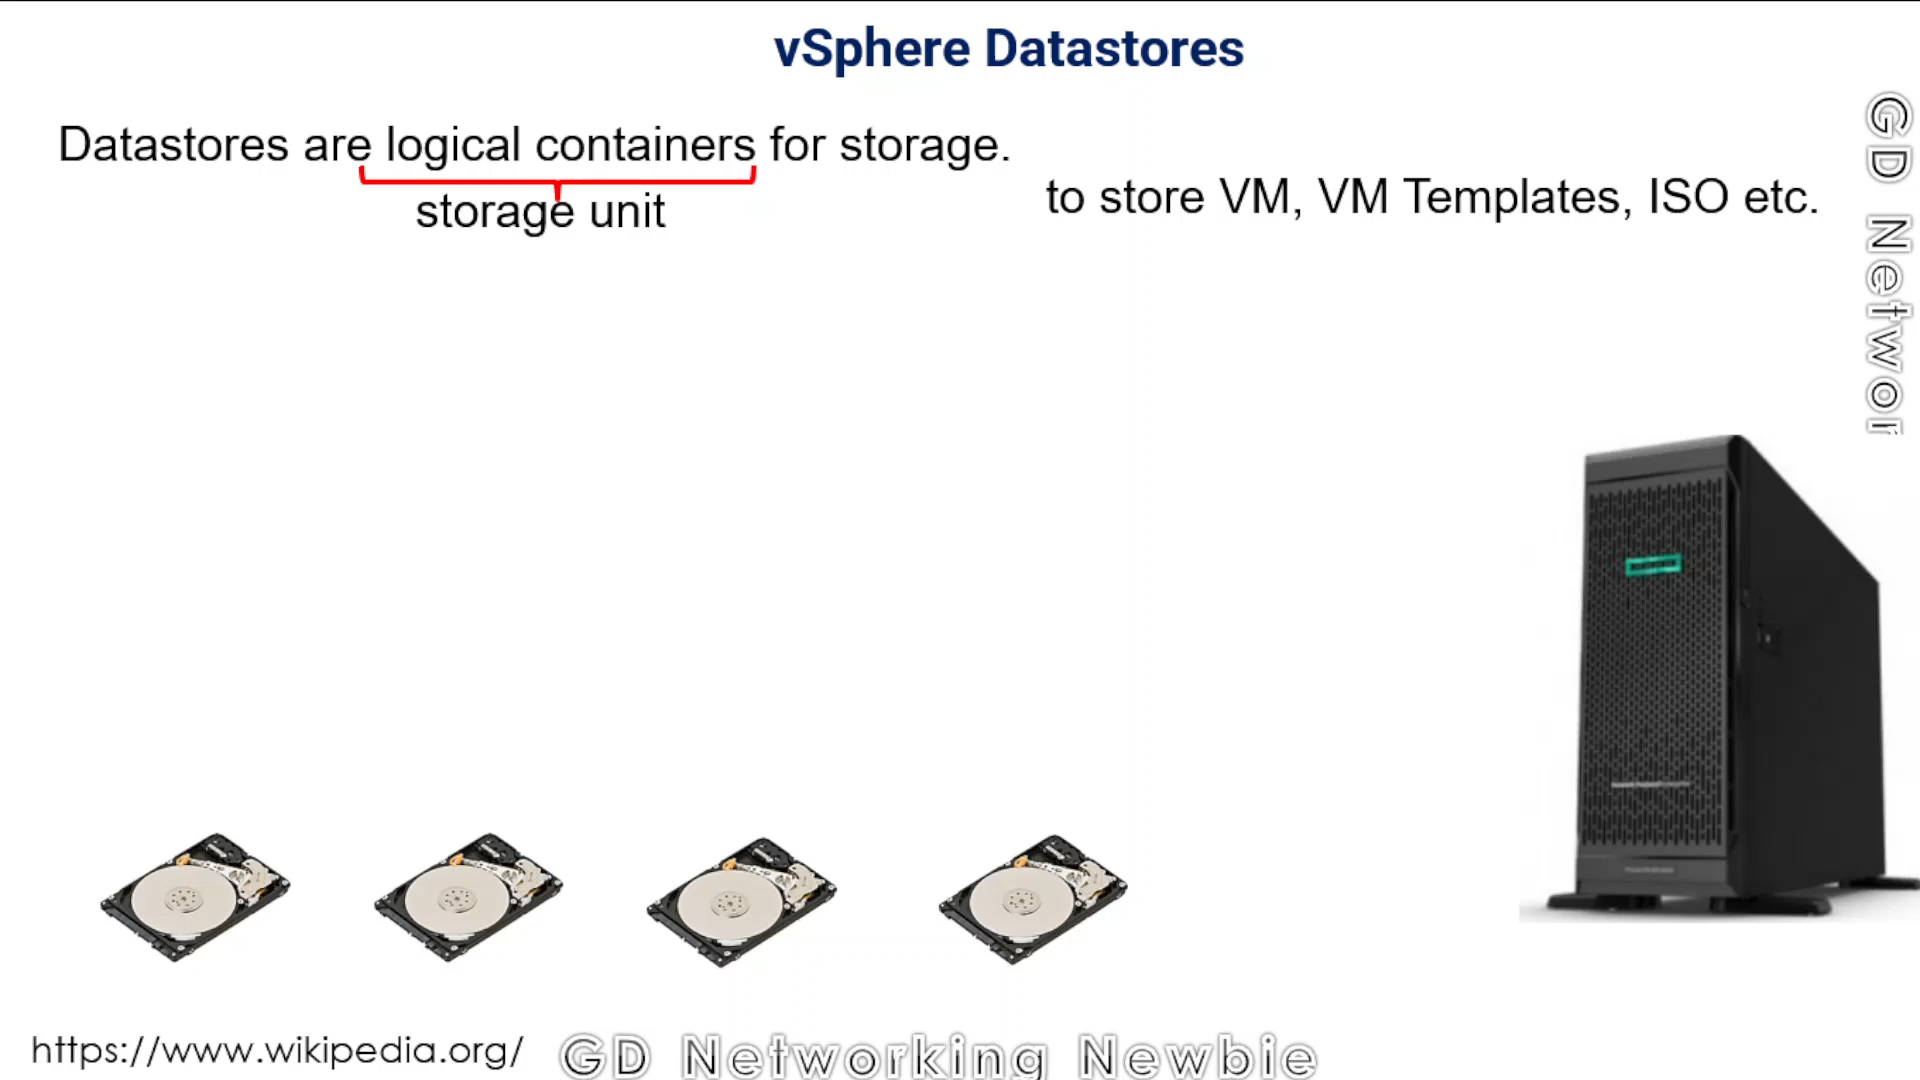 vSphere Datastores
Datastores are logical containers for storage.
storage unit
to store VM, VM Templates, ISO etc.
GD Networ
https://www.wikipedia.org/
GD Networking Newbie